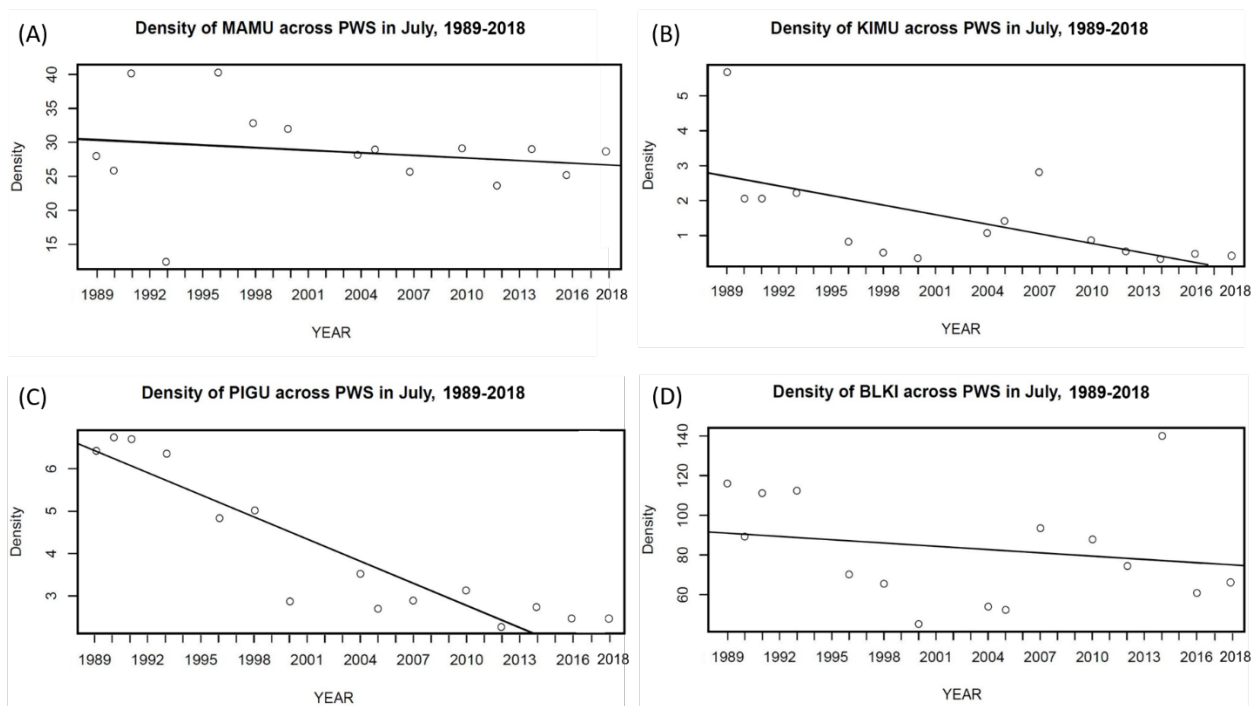 (A)
Density of MAMU across PWS in July, 1989-2018
Density
40
35
30
25
20
15
1989 1992 1995 1998 2001 2004 2007 2010 2013 2016 2018
YEAR
(B)
Density of KIMU across PWS in July, 1989-2018
Density
5
4
3
2
1
1989 1992 1995 1998 2001 2004 2007 2010 2013 2016 2018
YEAR
(C)
Density of PIGU across PWS in July, 1989-2018
Density
6
5
4
3
1989 1992 1995 1998 2001 2004 2007 2010 2013 2016 2018
YEAR
(D)
Density of BLKI across PWS in July, 1989-2018
Density
140
120
100
80
60
1989 1992 1995 1998 2001 2004 2007 2010 2013 2016 2018
YEAR